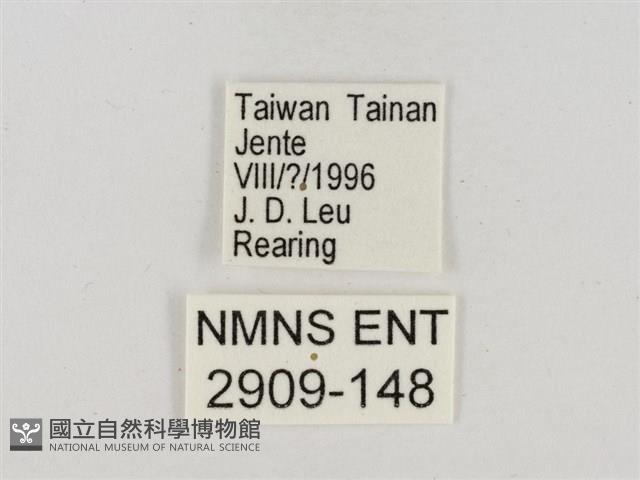 Taiwan Tainan
Jente
VIII/?/1996
J. D. Leu
Rearing
NMNS ENT
2909-148
國立自然科學博物館
NATIONAL MUSEUM OF NATURAL SCIENCE